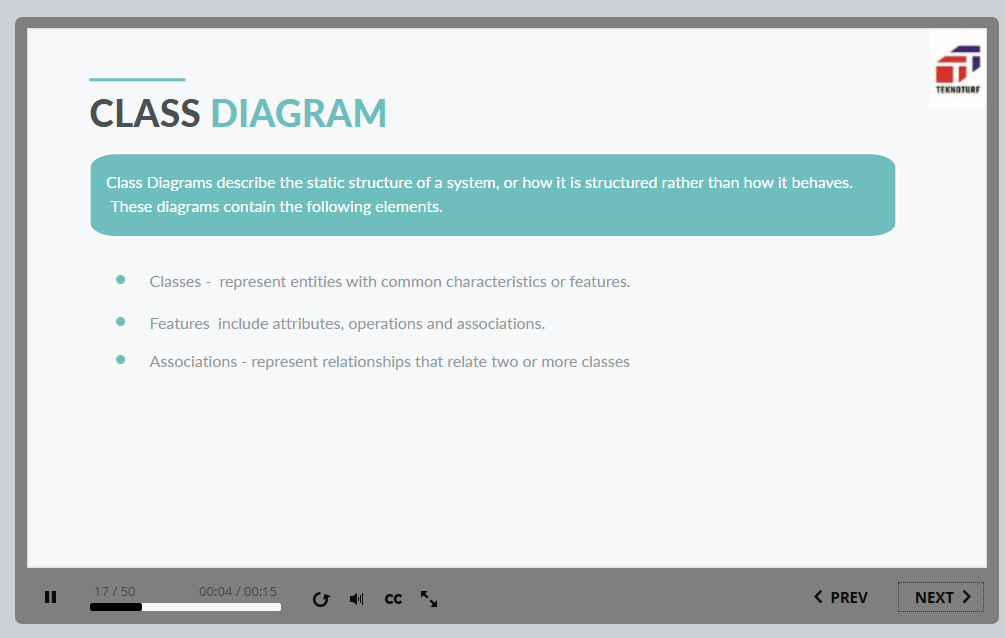 TEKNOTURF
CLASS DIAGRAM
Class Diagrams describe the static structure of a system, or how it is structured rather than how it behaves.
These diagrams contain the following elements.
Classes -  represent entities with common characteristics or features.
Features  include attributes, operations and associations.
Associations - represent relationships that relate two or more classes
17 / 50
00:04 / 00:15
CC
PREV
NEXT